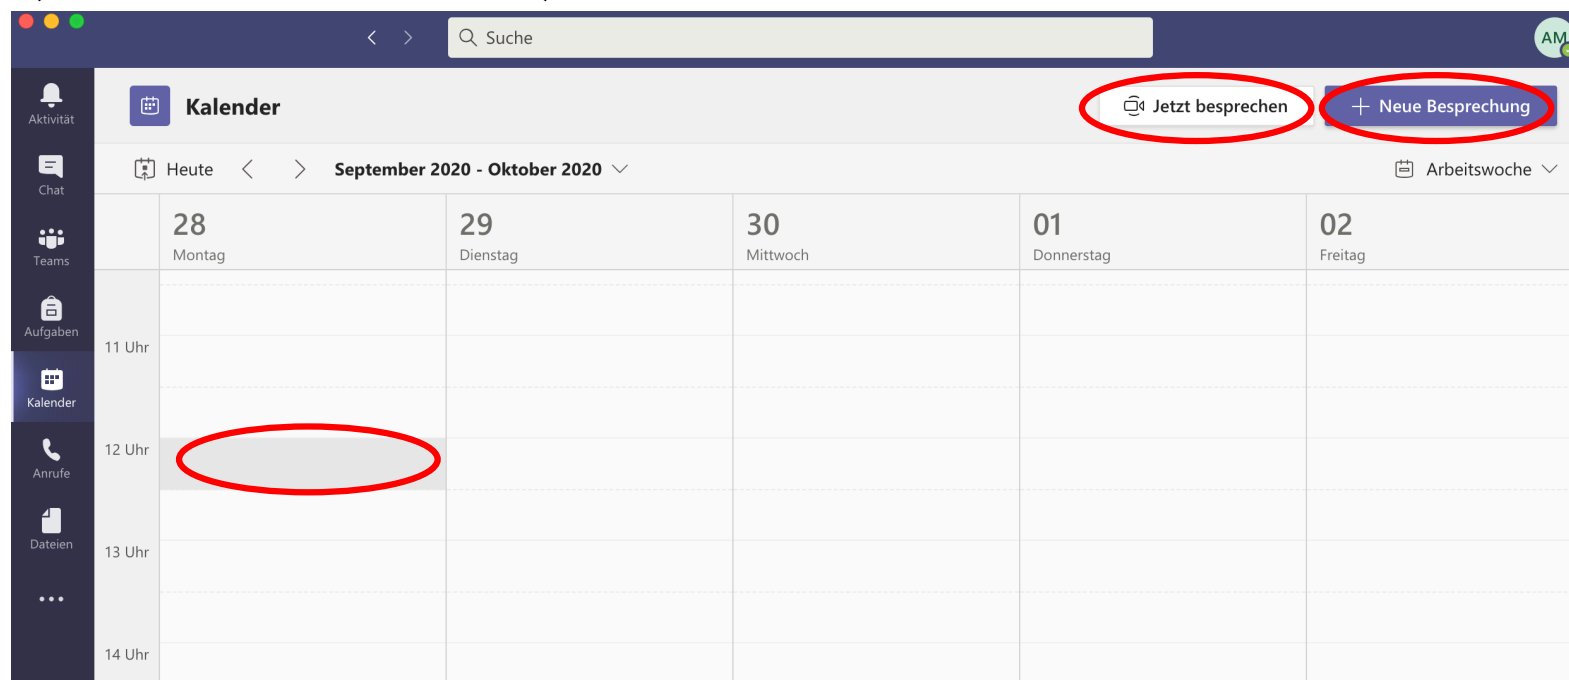 Suche
AM
Aktivität
Chat
Teams
Aufgaben
Kalender
Anrufe
Dateien
Kalender
Jetzt besprechen
Neue Besprechung
Heute
September 2020 - Oktober 2020
Arbeitswoche
28
Montag
29
Dienstag
30
Mittwoch
01
Donnerstag
02
Freitag
11 Uhr
12 Uhr
13 Uhr
14 Uhr